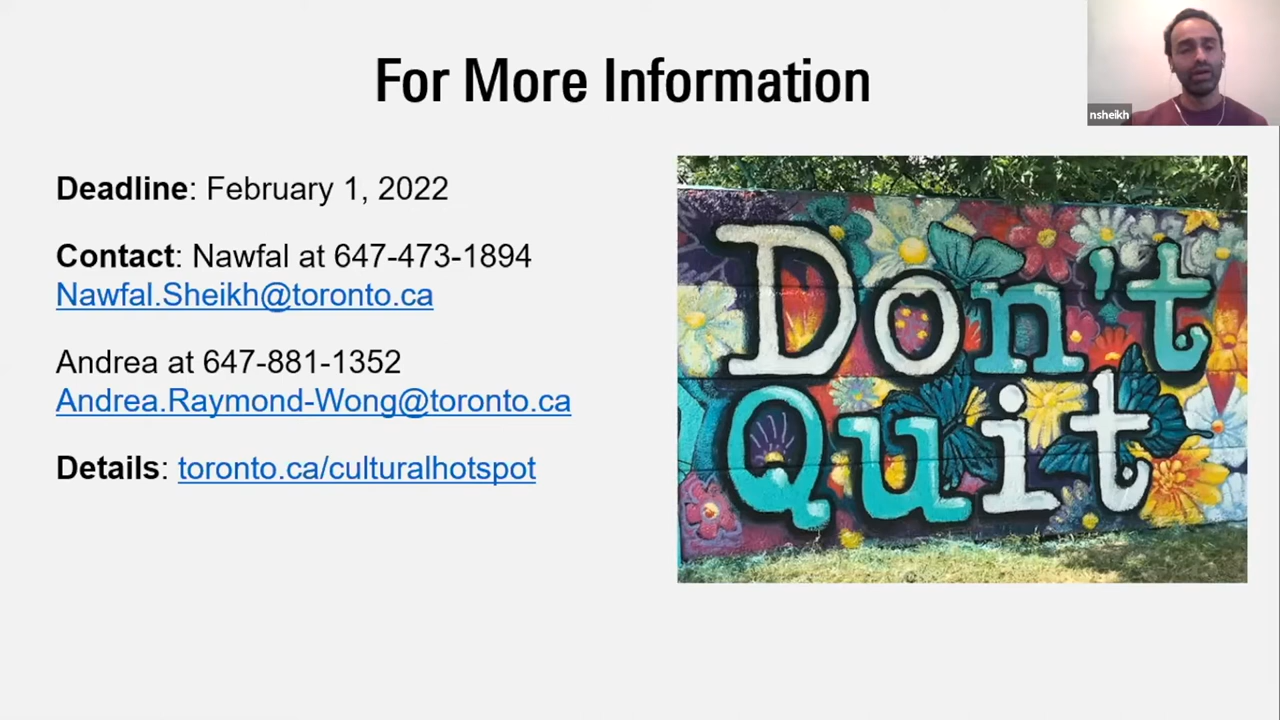 For More Information
nsheikh
Deadline: February 1, 2022
Contact: Nawfal at 647-473-1894
Nawfal.Sheikh@toronto.ca
Andrea at 647-881-1352
Andrea.Raymond-Wong@toronto.ca
Details: toronto.ca/culturalhotspot
Don't
Quit